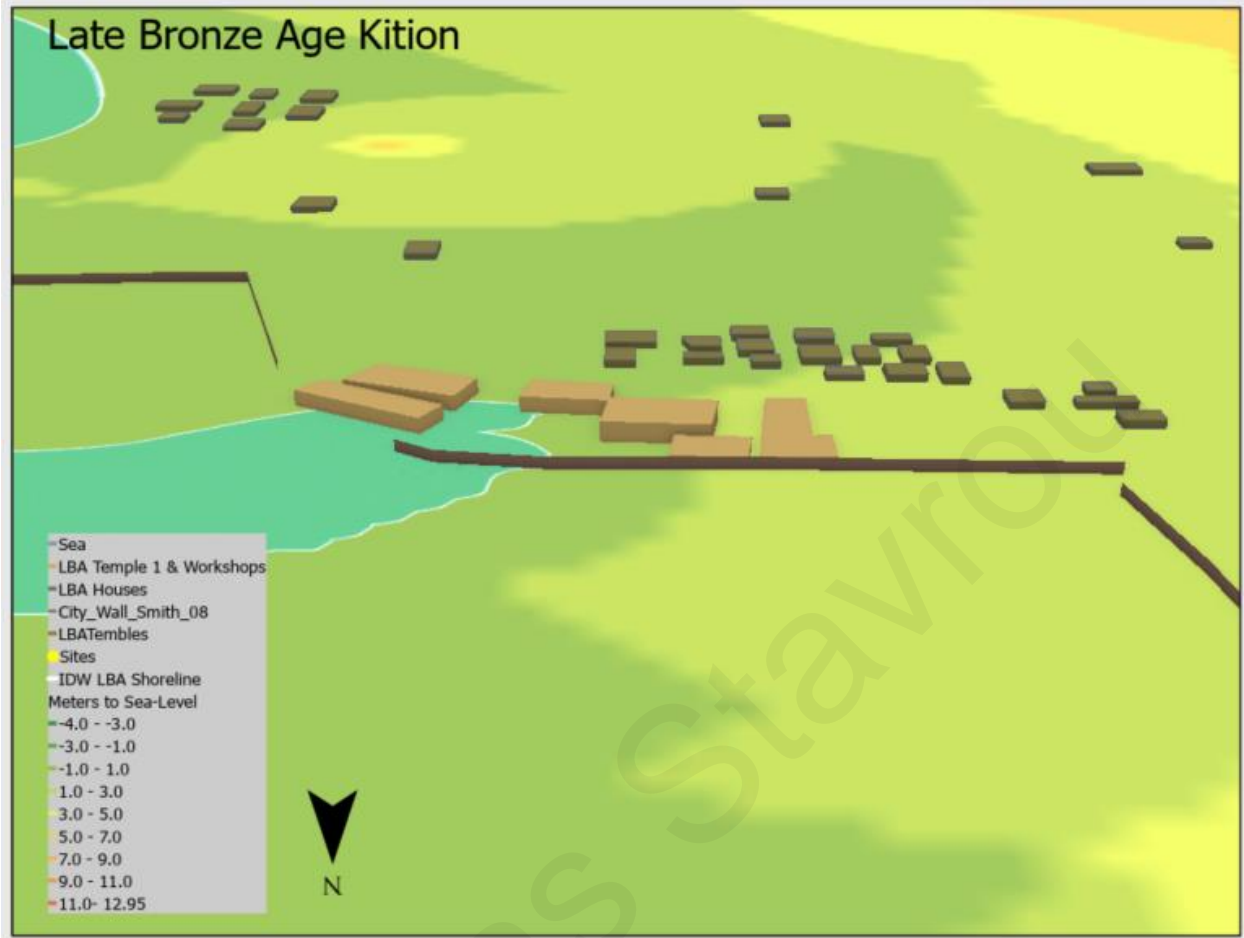 Late Bronze Age Kition
Sea
LBA Temple 1 & Workshops
LBA Houses
City_Wall_Smith_08
LBATembles
Sites
IDW LBA Shoreline
Meters to Sea-Level
-4.0 - -3.0
-3.0 - -1.0
-1.0 - 1.0
1.0 - 3.0
3.0 - 5.0
5.0 - 7.0
7.0 - 9.0
9.0 - 11.0
11.0- 12.95
N
s Stavrou